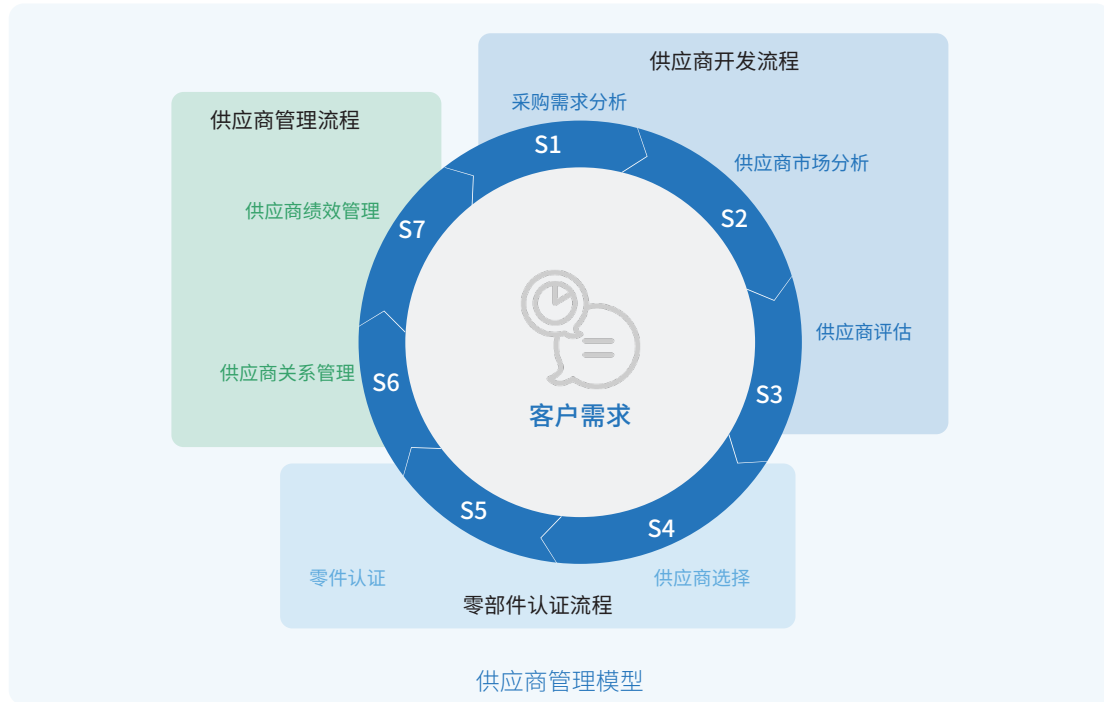 供应商开发流程
采购需求分析
S1
供应商管理流程
供应商市场分析
S2
供应商绩效管理
S7
供应商评估
S3
供应商关系管理
S6
客户需求
S5
S4
零件认证
供应商选择
零部件认证流程
供应商管理模型